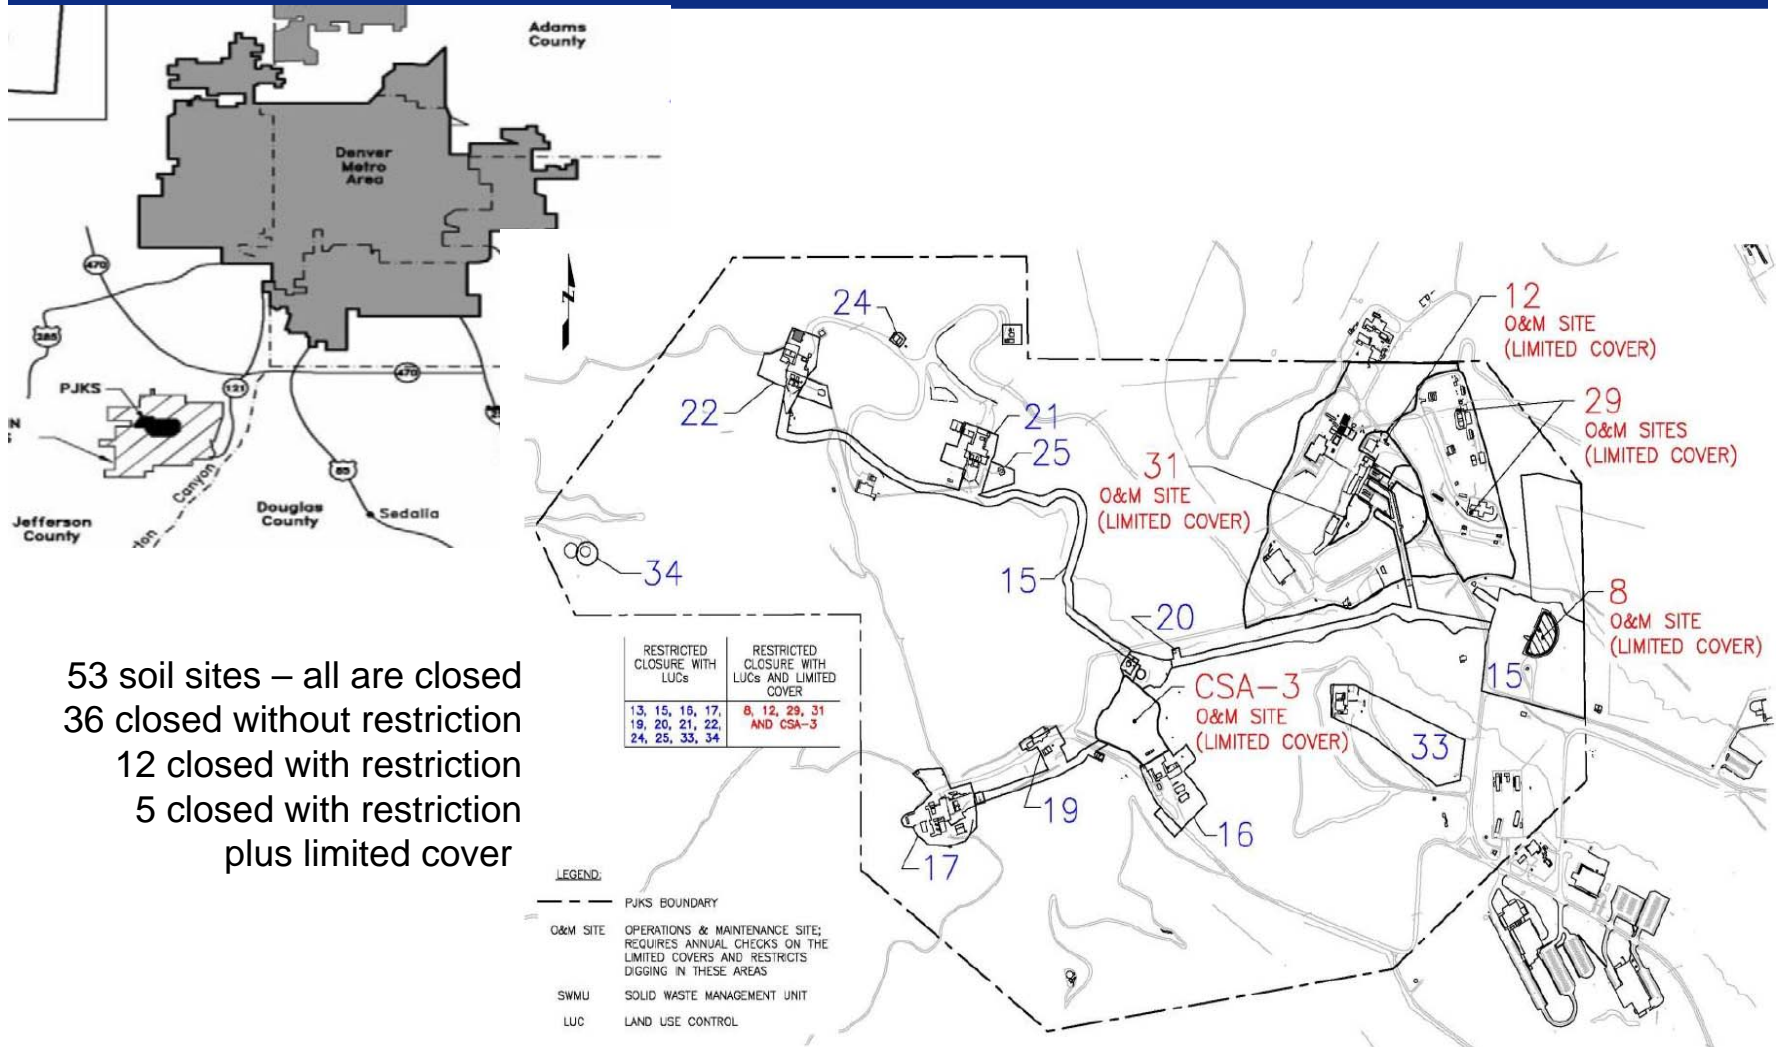 Adams
County
Denver
Metro
Area
470
285
PJKS
121
470
85
Canyon
Jefferson
County
Douglas
County
Sedalia
N
24
22
21
25
34
15
20
12
O&M SITE
(LIMITED COVER)
29
O&M SITES
(LIMITED COVER)
31
O&M SITE
(LIMITED COVER)
8
O&M SITE
(LIMITED COVER)
15
CSA-3
O&M SITE
(LIMITED COVER)
33
19
16
17
RESTRICTED CLOSURE WITH LUCs
RESTRICTED CLOSURE WITH LUCs AND LIMITED COVER
13, 15, 16, 17,
19, 20, 21, 22,
24, 25, 33, 34
8, 12, 29, 31
AND CSA-3
53 soil sites – all are closed
36 closed without restriction
12 closed with restriction
5 closed with restriction
plus limited cover
LEGEND:
PJKS BOUNDARY
O&M SITE OPERATIONS & MAINTENANCE SITE;
REQUIRES ANNUAL CHECKS ON THE
LIMITED COVERS AND RESTRICTS
DIGGING IN THESE AREAS
SWMU SOLID WASTE MANAGEMENT UNIT
LUC LAND USE CONTROL